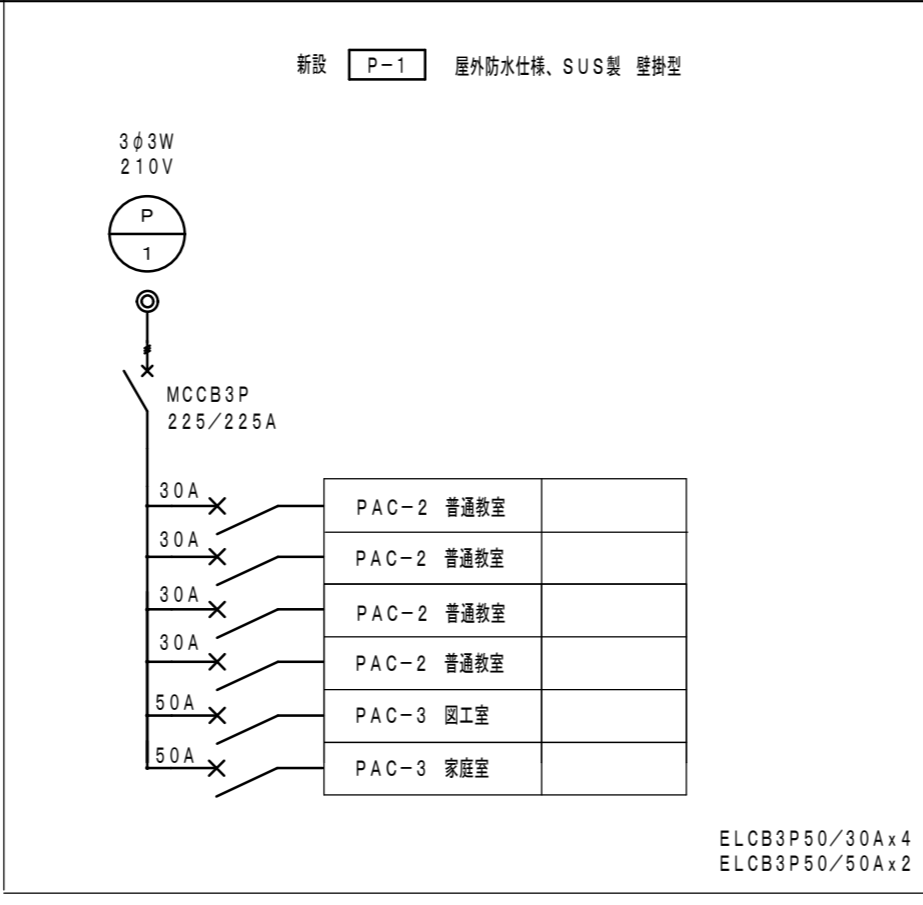 新設 P-1 屋外防水仕様、SUS製 壁掛型
3φ3W
210V
P
1
MCCB3P
225/225A
30A PAC-2 普通教室
30A PAC-2 普通教室
30A PAC-2 普通教室
30A PAC-2 普通教室
50A PAC-3 図工室
50A PAC-3 家庭室
ELCB3P50/30Ax4
ELCB3P50/50Ax2